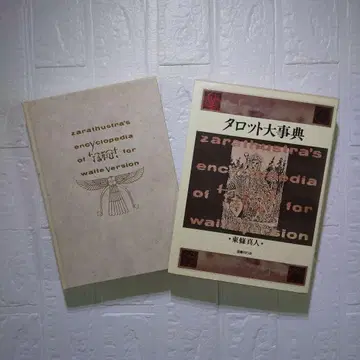 zarathustra's
encyclopedia
of tarot for
waite version
タロット大事典
zarathustra's
encyclopedia
of for
waite version
・東條真人・